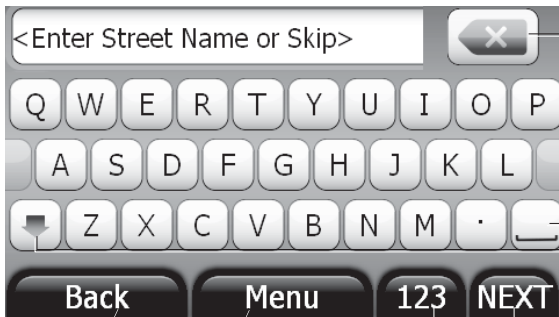 <Enter Street Name or Skip>
Q W E R T Y U I O P
A S D F G H J K L
Z X C V B N M .
Back Menu 123 NEXT